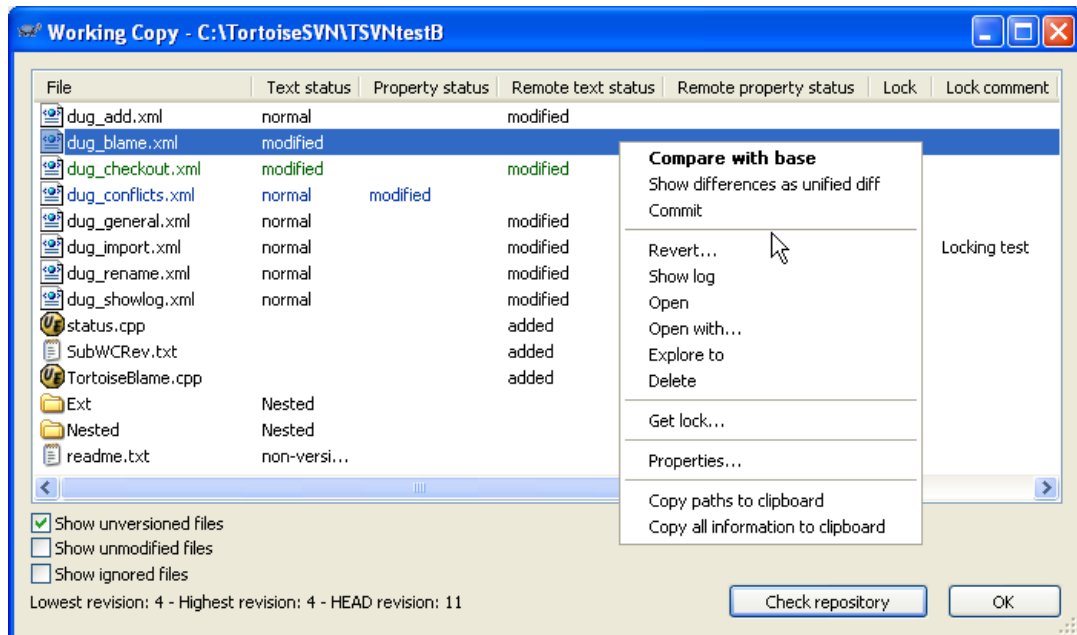 Working Copy - C:\TortoiseSVN\TSVNtestB
File Text status Property status Remote text status Remote property status Lock Lock comment
dug_add.xml normal modified
dug_blame.xml modified
dug_checkout.xml modified modified
dug_conflicts.xml normal modified
dug_general.xml normal modified
dug_import.xml normal modified Locking test
dug_rename.xml normal modified
dug_showlog.xml normal modified
status.cpp added
SubWCRev.txt added
TortoiseBlame.cpp added
Ext Nested
Nested Nested
readme.txt non-versi...
Compare with base
Show differences as unified diff
Commit
Revert...
Show log
Open
Open with...
Explore to
Delete
Get lock...
Properties...
Copy paths to clipboard
Copy all information to clipboard
Show unversioned files
Show unmodified files
Show ignored files
Lowest revision: 4 - Highest revision: 4 - HEAD revision: 11
Check repository OK